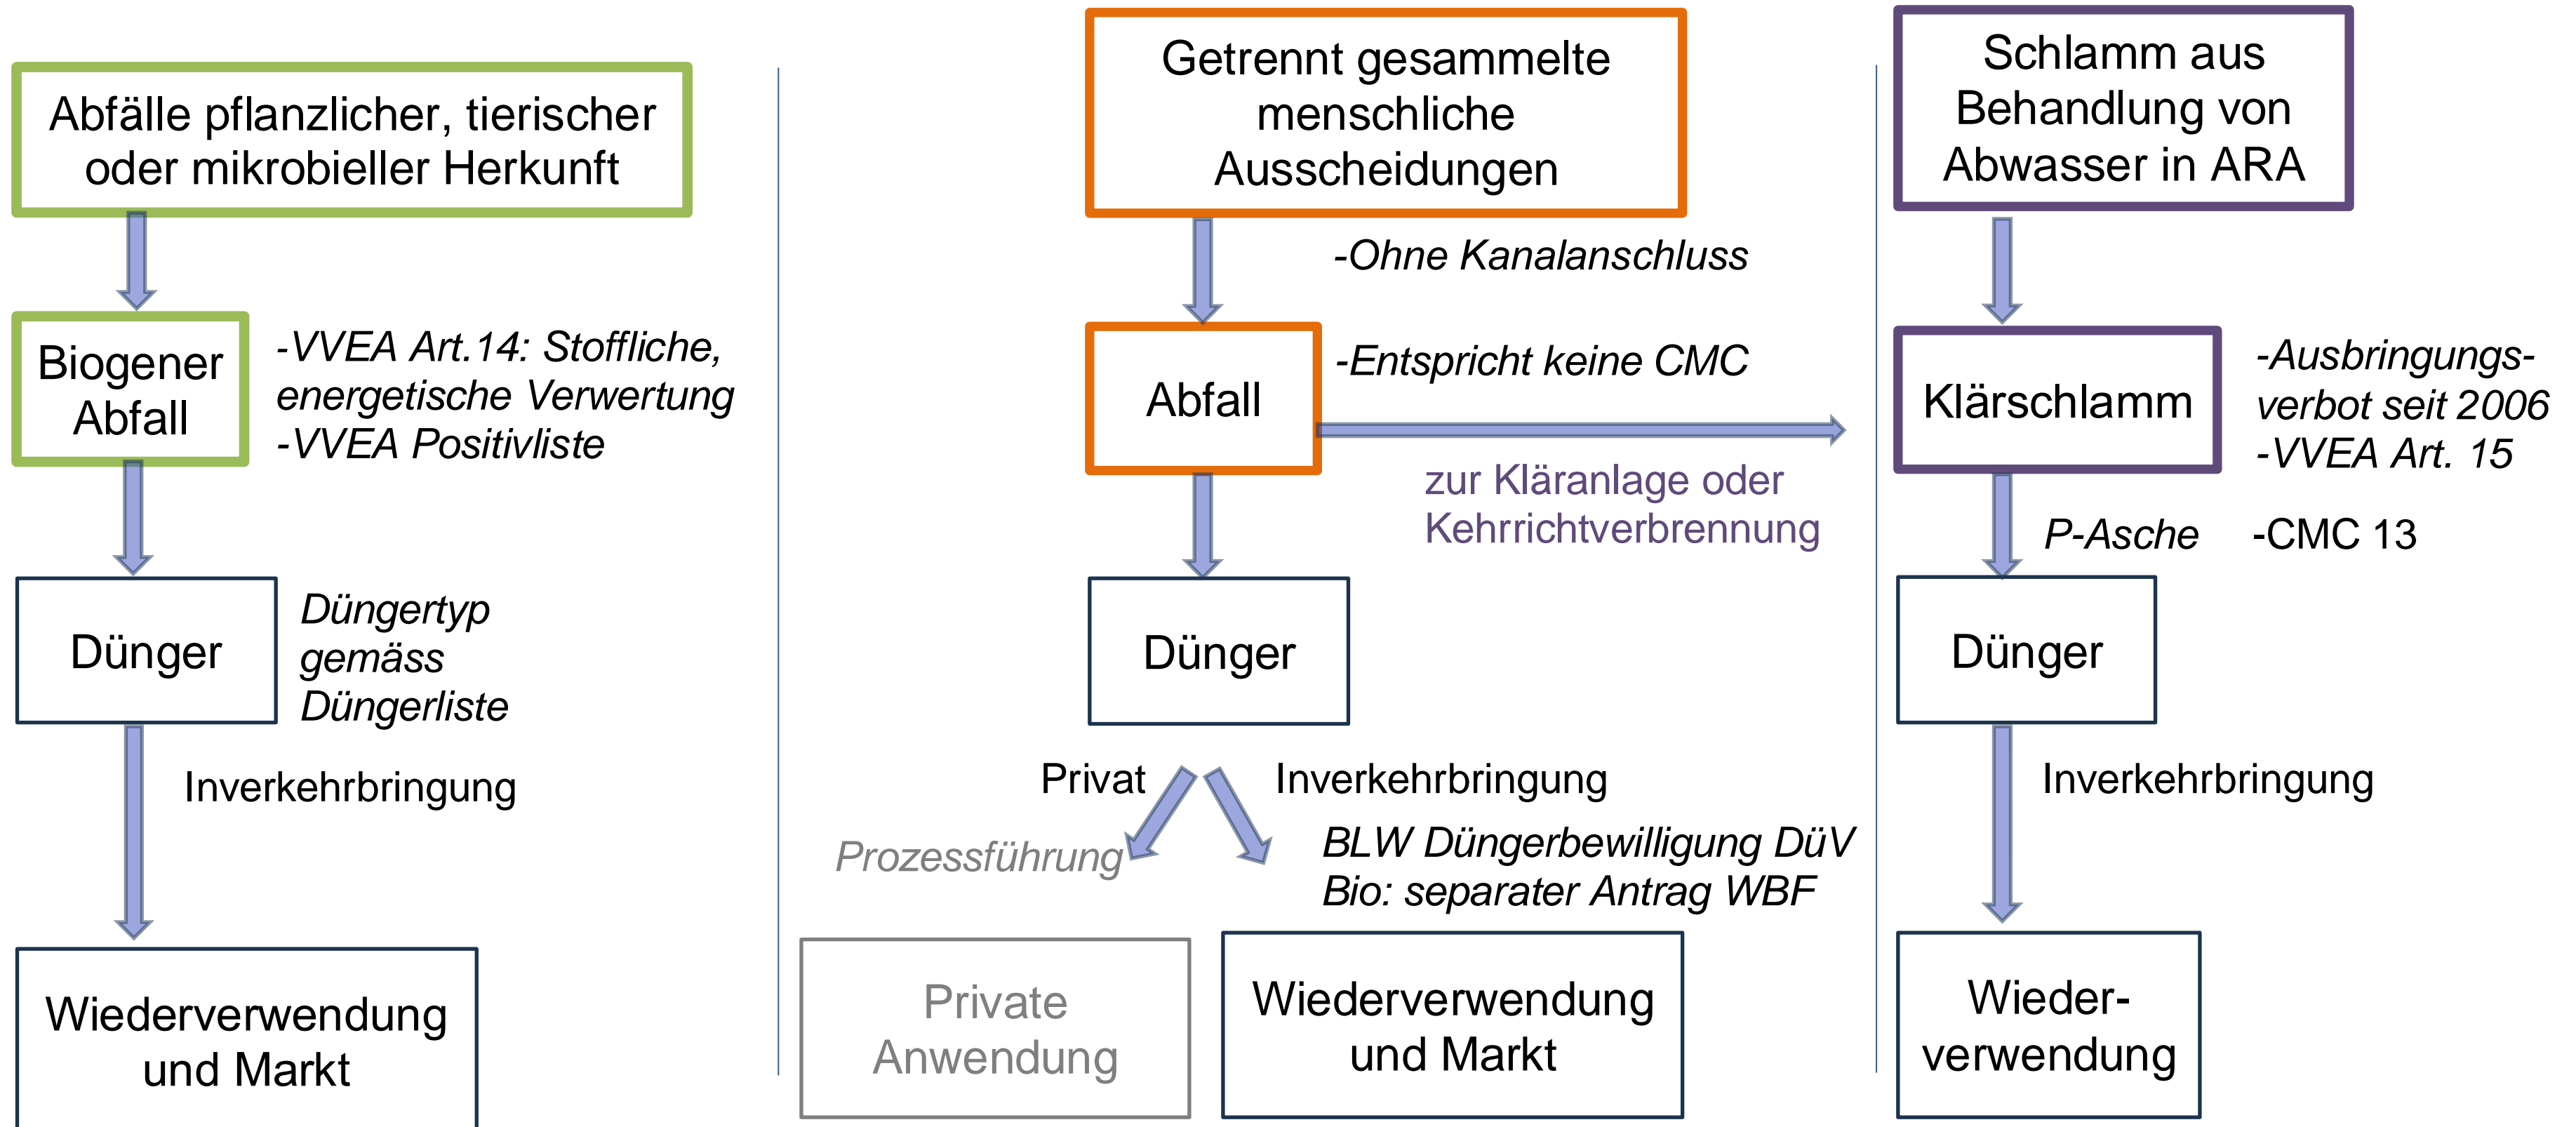 Abfälle pflanzlicher, tierischer
oder mikrobieller Herkunft
Biogener
Abfall
-VVEA Art.14: Stoffliche,
energetische Verwertung
-VVEA Positivliste
Dünger
Düngertyp
gemäss
Düngerliste
Inverkehrbringung
Wiederverwendung
und Markt
Getrennt gesammelte
menschliche
Ausscheidungen
-Ohne Kanalanschluss
Abfall
-Entspricht keine CMC
zur Kläranlage oder
Kehrrichtverbrennung
Dünger
Privat
Inverkehrbringung
Prozessführung
BLW Düngerbewilligung DüV
Bio: separater Antrag WBF
Private
Anwendung
Wiederverwendung
und Markt
Schlamm aus
Behandlung von
Abwasser in ARA
Klärschlamm
-Ausbringungs-
verbot seit 2006
-VVEA Art. 15
P-Asche -CMC 13
Dünger
Inverkehrbringung
Wieder-
verwendung